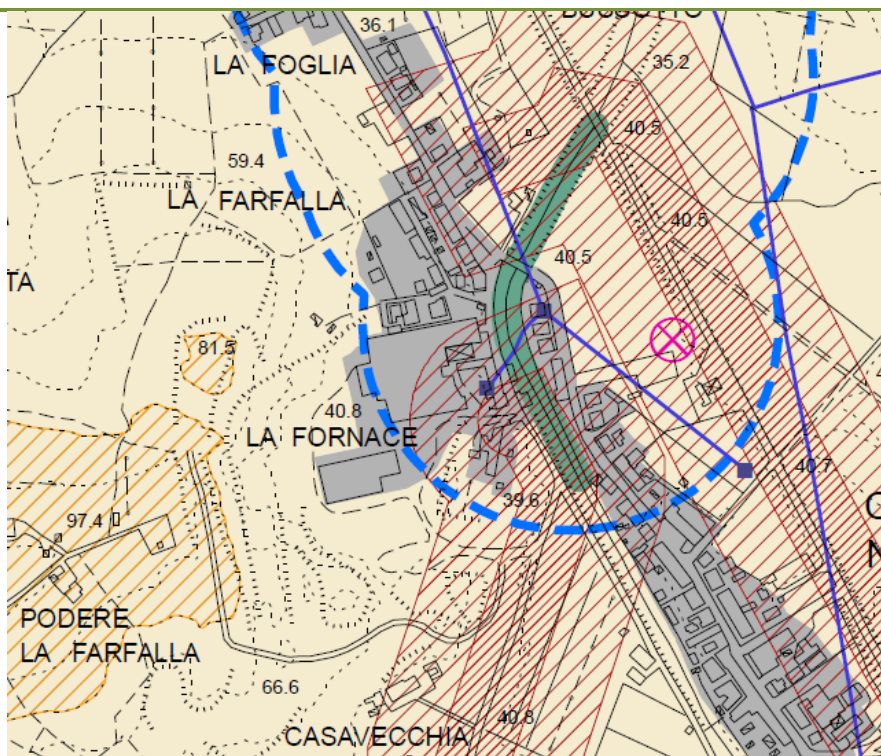 36.1
LA FOGLIA
35.2
40.5
59.4
LA FARFALLA
40.5
40.5
TA
81.5
40.8
LA FORNACE
40.7
39.6
97.4
PODERE
LA FARFALLA
66.6
40.8
CASAVECCHIA